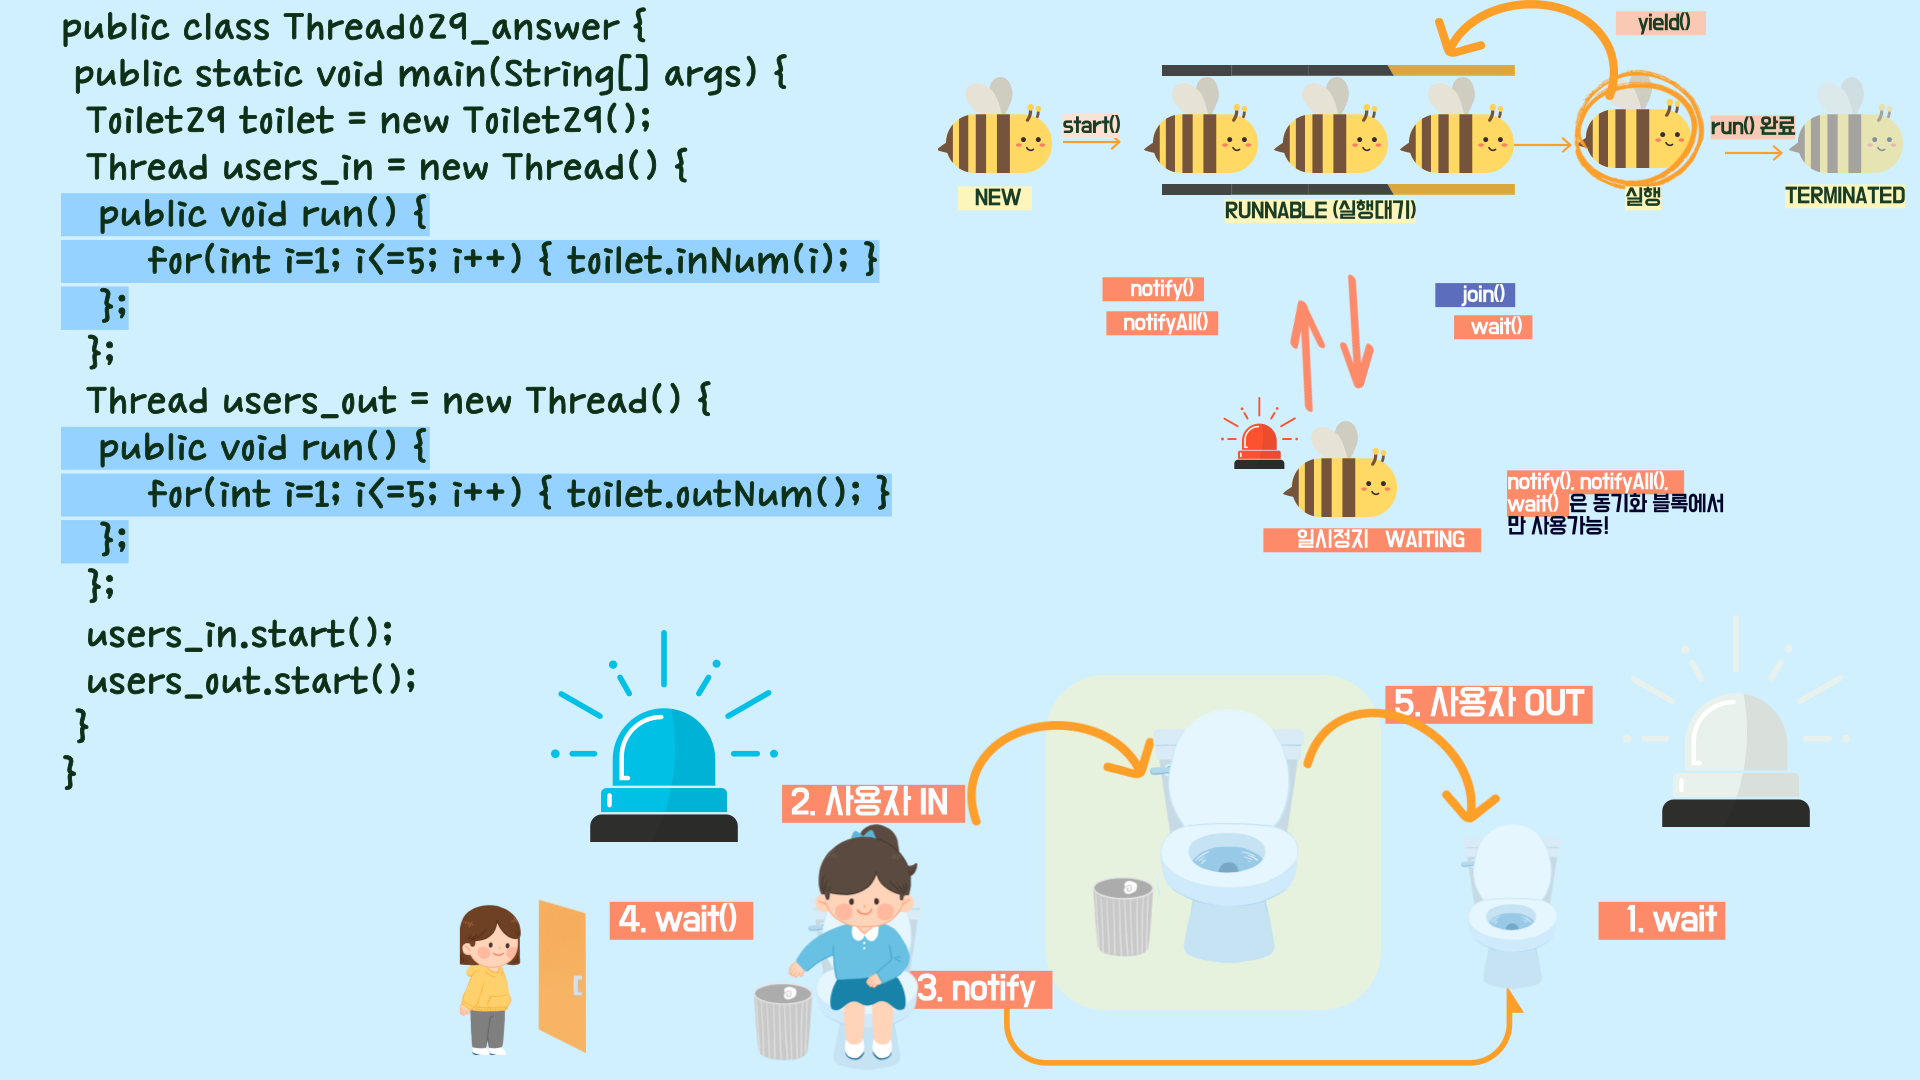 public class Thread029_answer {
public static void main(String[] args) {
Toilet29 toilet = new Toilet29();
Thread users_in = new Thread() {
public void run() {
for(int i=1; i<=5; i++) { toilet.inNum(i); }
};
};
Thread users_out = new Thread() {
public void run() {
for(int i=1; i<=5; i++) { toilet.outNum(); }
};
};
users_in.start();
users_out.start();
}
}
yield()
start()
run() 완료
NEW
RUNNABLE (실행대기)
실행
TERMINATED
notify()
notifyAll()
join()
wait()
일시정지 WAITING
notify(), notifyAll(),
wait() 은 동기화 블록에서
만 사용가능!
5. 사용자 OUT
2. 사용자 IN
4. wait()
1. wait
3. notify